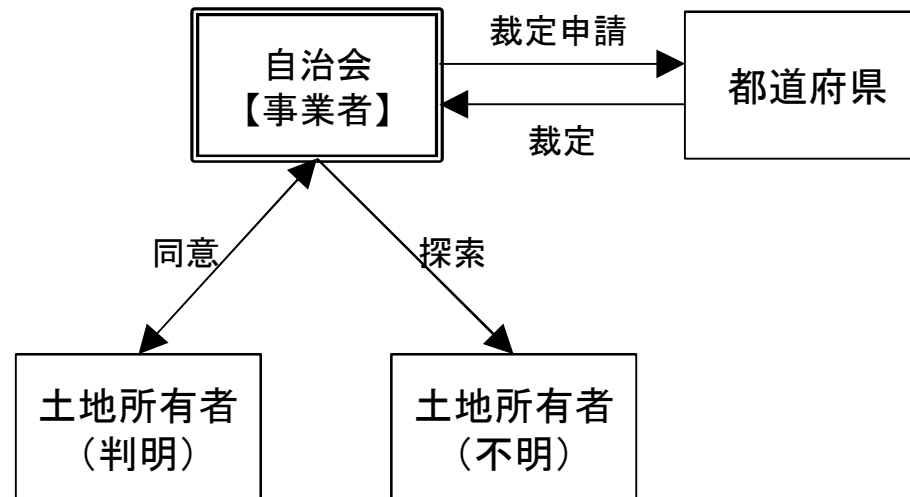 自治会
【事業者】
裁定申請
裁定
都道府県
同意
探索
土地所有者
（判明）
土地所有者
（不明）